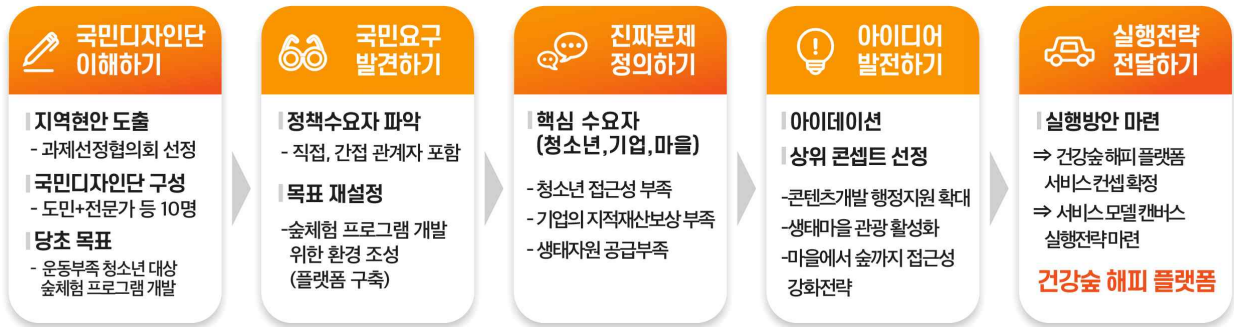 국민디자인단
이해하기
지역현안 도출
- 과제선정협의회 선정
국민디자인단 구성
- 도민+전문가 등 10명
당초 목표
- 운동부족 청소년 대상
숲체험 프로그램 개발
국민요구
발견하기
정책수요자 파악
- 직접, 간접 관계자 포함
목표 재설정
-숲체험 프로그램 개발
위한 환경 조성
(플랫폼 구축)
진짜문제
정의하기
핵심 수요자
(청소년,기업,마을)
- 청소년 접근성 부족
- 기업의 지적재산보상 부족
- 생태자원 공급부족
아이디어
발전하기
아이데이션
상위 콘셉트 선정
-콘텐츠개발 행정지원 확대
-생태마을 관광 활성화
-마을에서 숲까지 접근성
강화전략
실행전략
전달하기
실행방안 마련
⇒ 건강숲 해피 플랫폼
서비스 컨셉 확정
⇒ 서비스 모델 캔버스
실행전략 마련
건강숲 해피 플랫폼